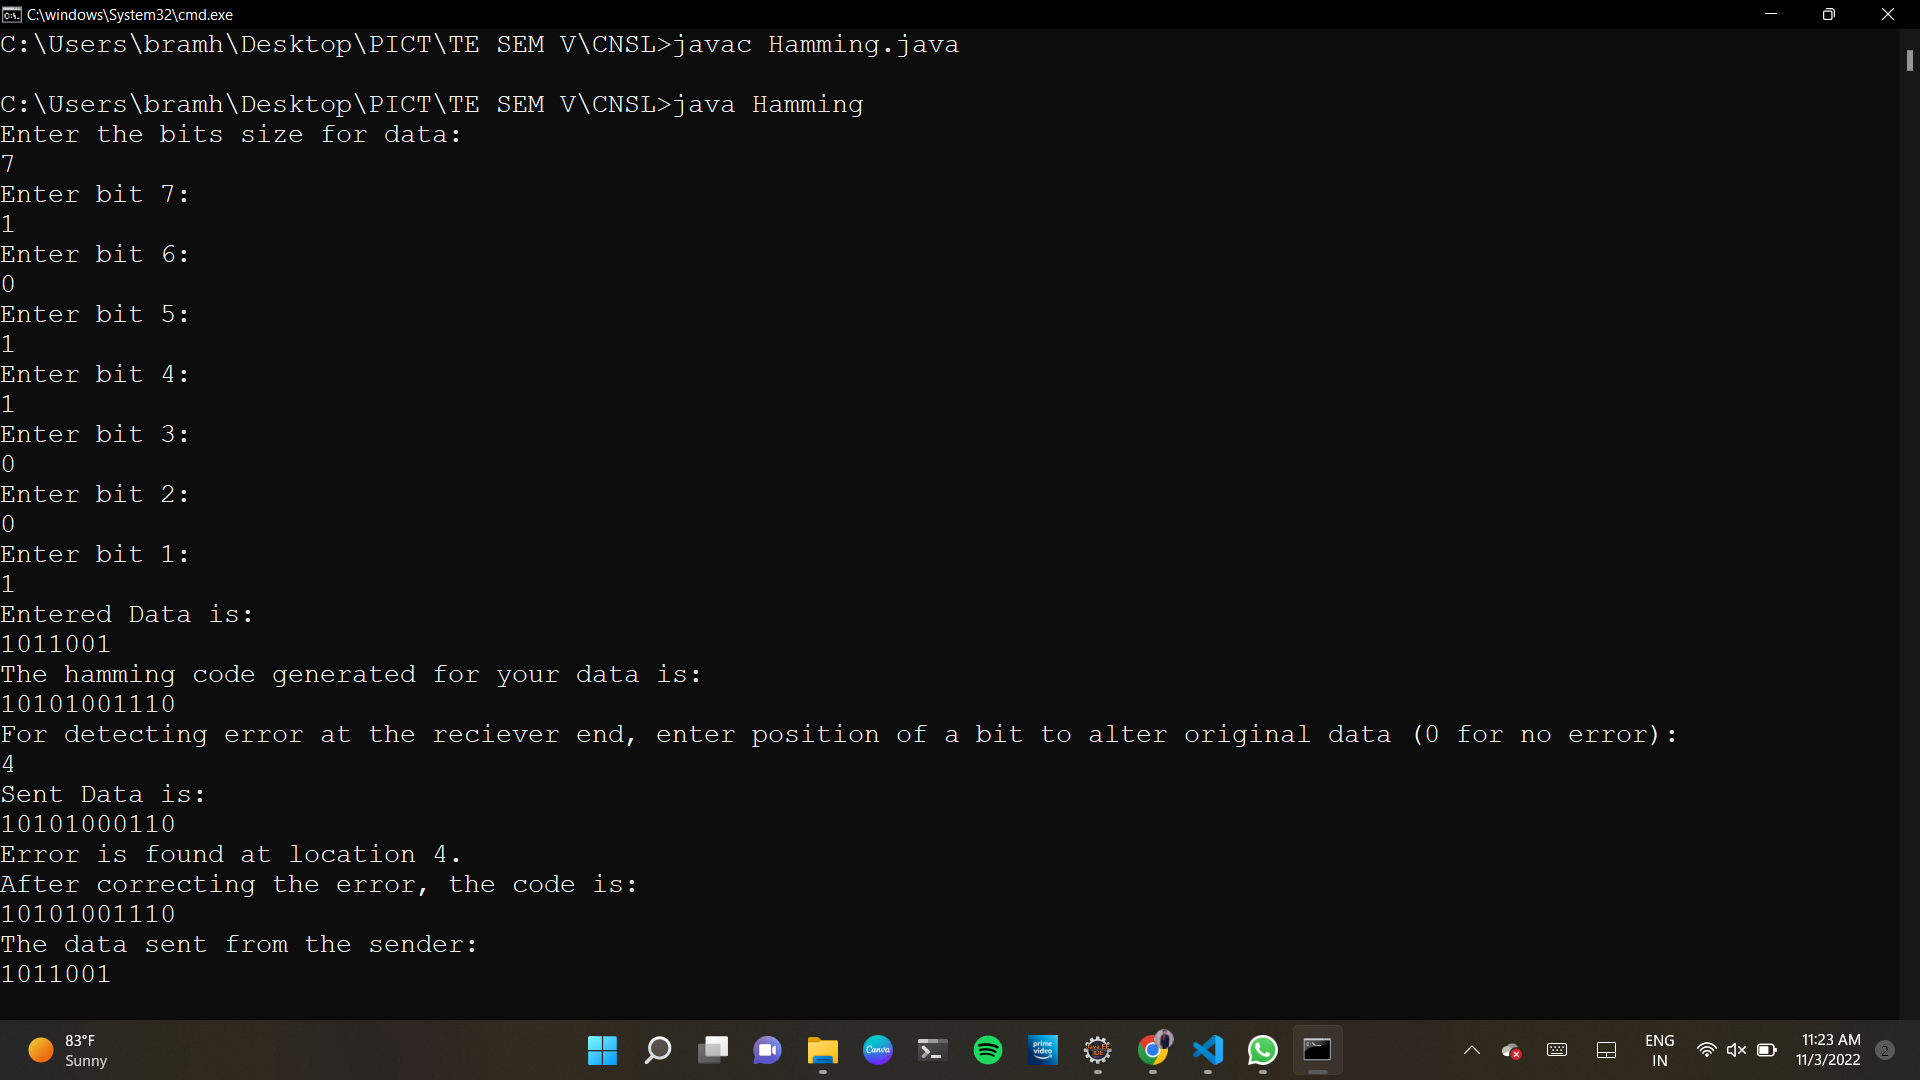 C:\windows\System32\cmd.exe
C:\Users\bramh\Desktop\PICT\TE SEM V\CNSL>javac Hamming.java
C:\Users\bramh\Desktop\PICT\TE SEM V\CNSL>java Hamming
Enter the bits size for data:
7
Enter bit 7:
1
Enter bit 6:
0
Enter bit 5:
1
Enter bit 4:
1
Enter bit 3:
0
Enter bit 2:
0
Enter bit 1:
1
Entered Data is:
1011001
The hamming code generated for your data is:
10101001110
For detecting error at the reciever end, enter position of a bit to alter original data (0 for no error):
4
Sent Data is:
10101000110
Error is found at location 4.
After correcting the error, the code is:
10101001110
The data sent from the sender:
1011001
83°F
Sunny
Canva
prime video
ENG
IN
11:23 AM
11/3/2022
2